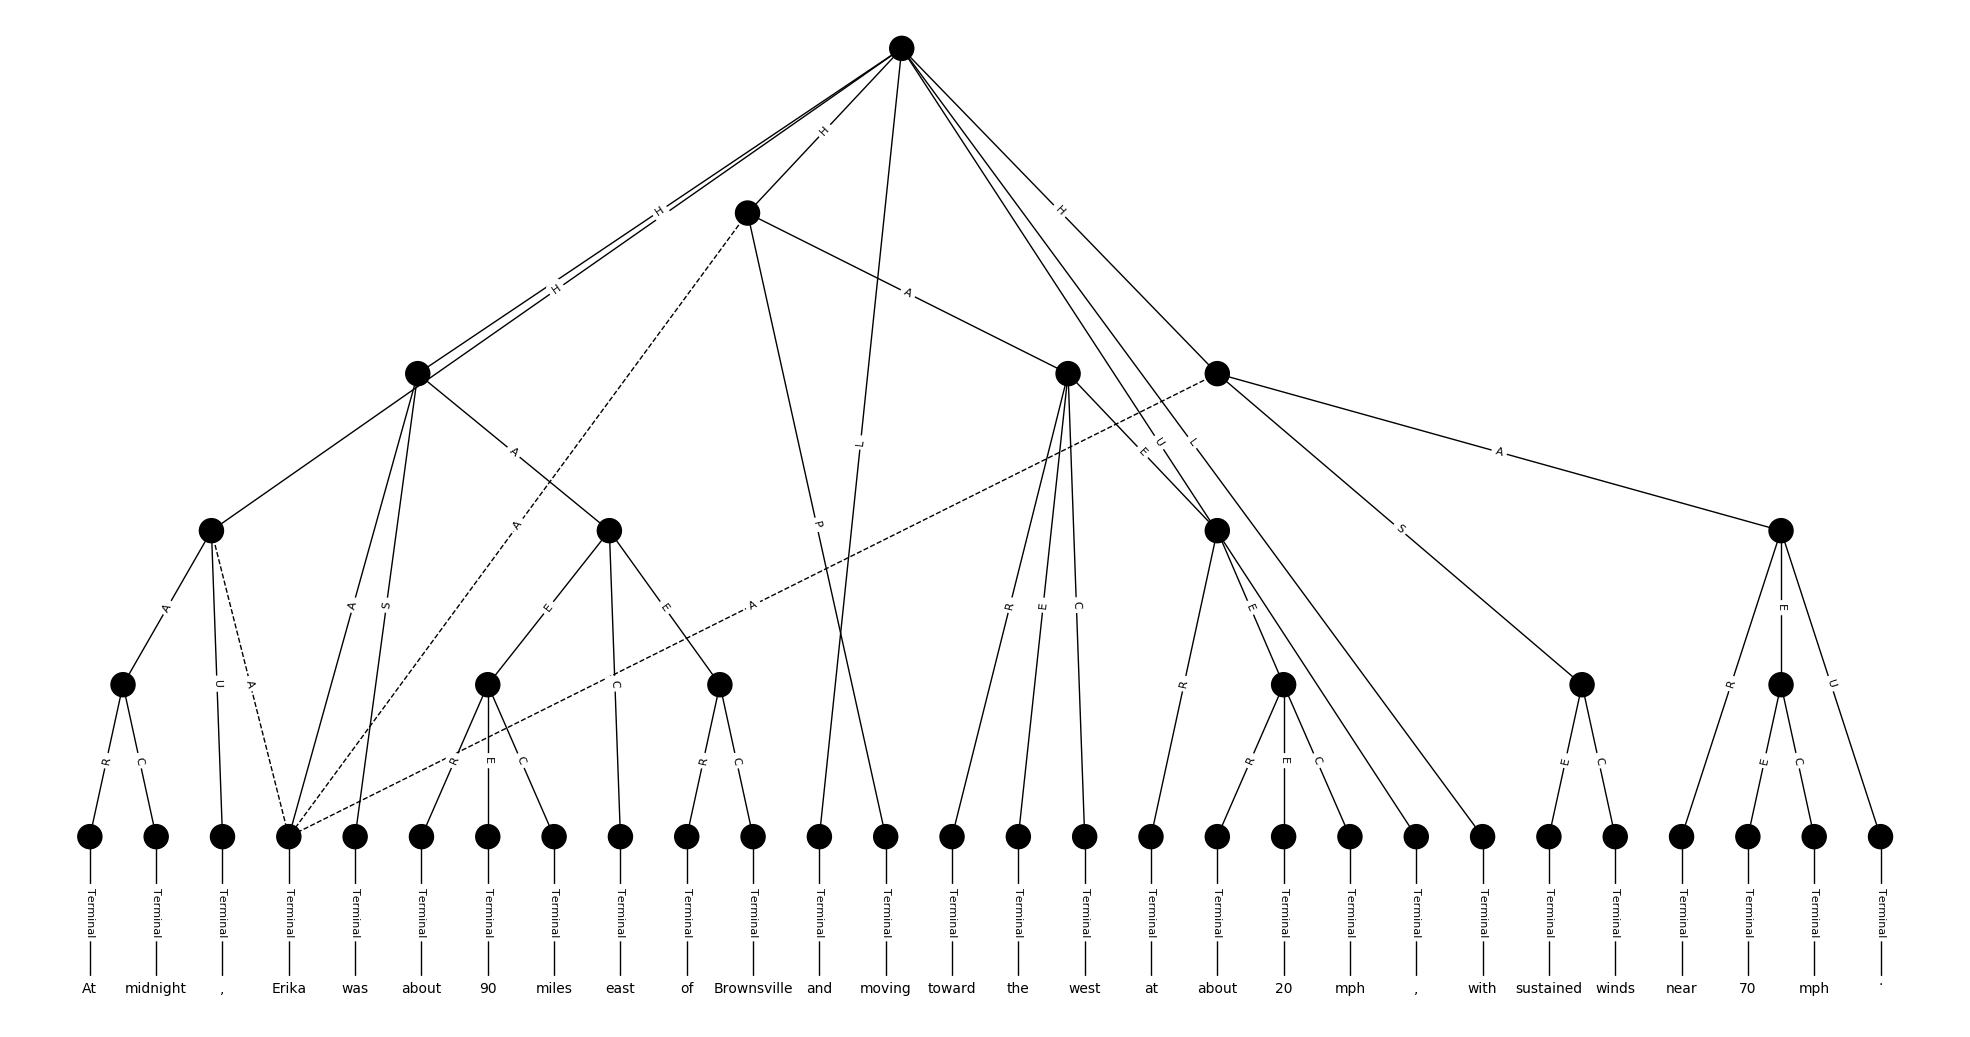 H
H
H
H
A
L
U
L
A
A
E
S
A
A
S
R
E
C
A
E
E
A
R
E
E
U
A
C
P
R
R
U
R
C
R
E
C
R
C
R
E
C
E
C
E
C
Terminal Terminal Terminal Terminal Terminal Terminal Terminal Terminal Terminal Terminal Terminal Terminal Terminal Terminal Terminal Terminal Terminal Terminal Terminal Terminal Terminal Terminal Terminal Terminal Terminal Terminal Terminal Terminal
At midnight , Erika was about 90 miles east of Brownsville and moving toward the west at about 20 mph , with sustained winds near 70 mph .